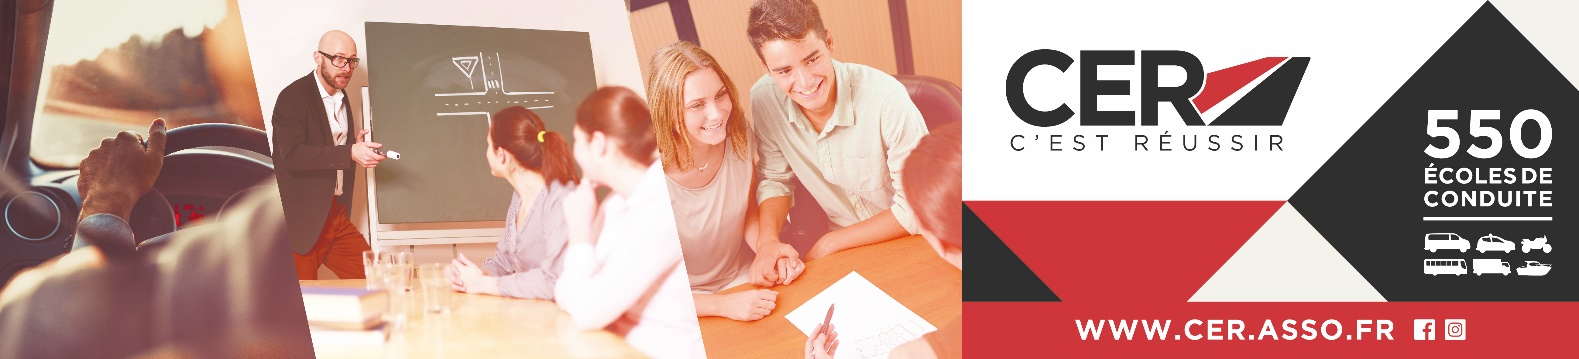 CER
C'EST RÉUSSIR
550
ÉCOLES DE
CONDUITE
WWW.CER.ASSO.FR